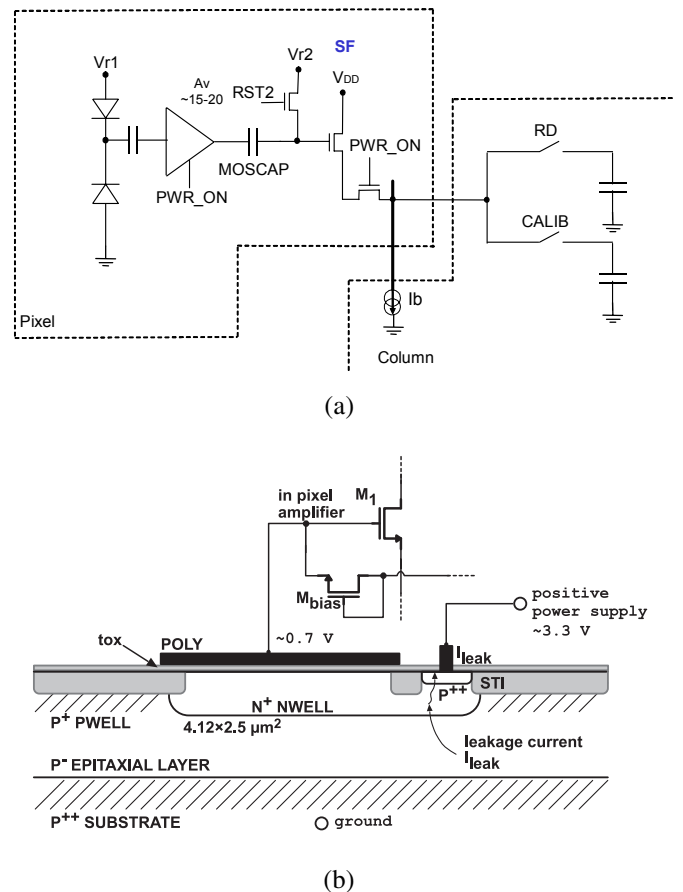 Vr1
Av
~15-20
Vr2
SF
RST2
VDD
PWR_ON
MOSCAP
PWR_ON
RD
CALIB
Ib
Pixel
Column
(a)
in pixel
amplifier
M1
Mbias
positive
power supply
~3.3 V
~0.7 V
tox
POLY
Ileak
STI
P++
N+ NWELL
P+ PWELL
4.12×2.5 μm2
leakage current
Ileak
P- EPITAXIAL LAYER
P++ SUBSTRATE
ground
(b)